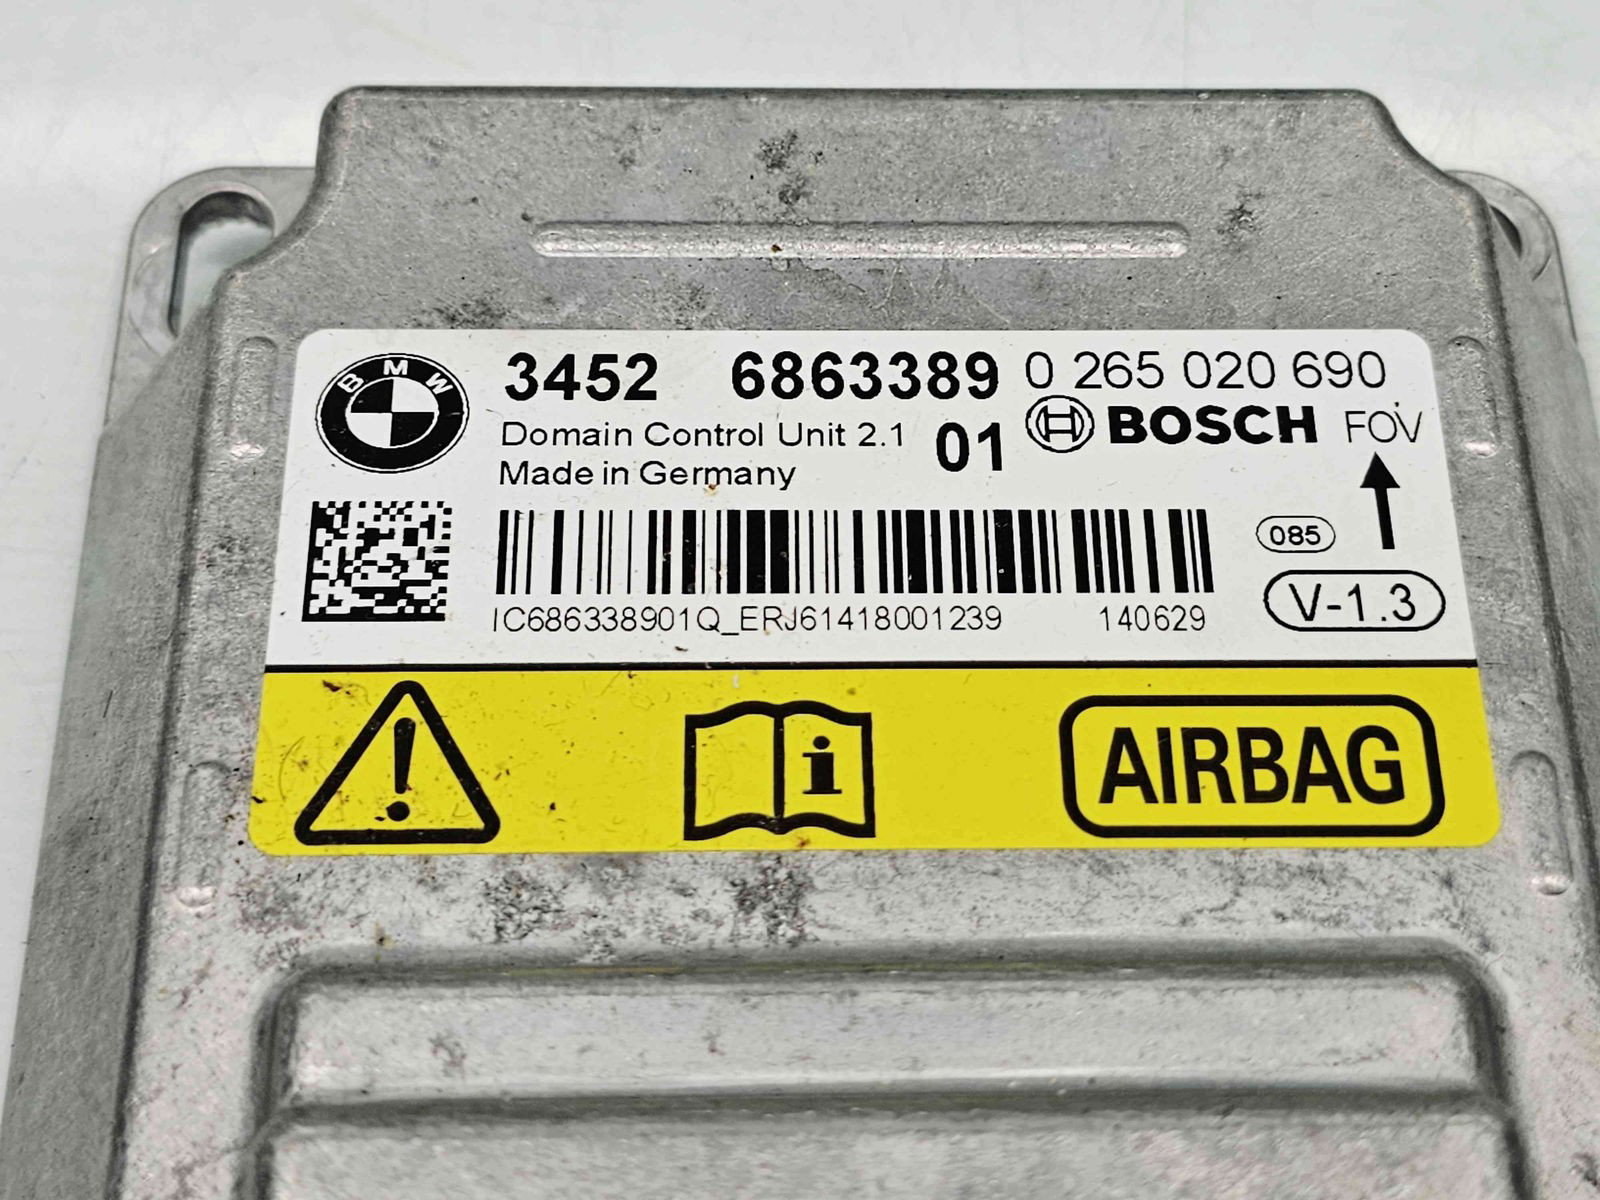 BMW
3452 6863389 0 265 020 690
Domain Control Unit 2.1 01 BOSCH FOV
Made in Germany
085
V-1.3
IC686338901Q_ERJ61418001239 140629
i AIRBAG